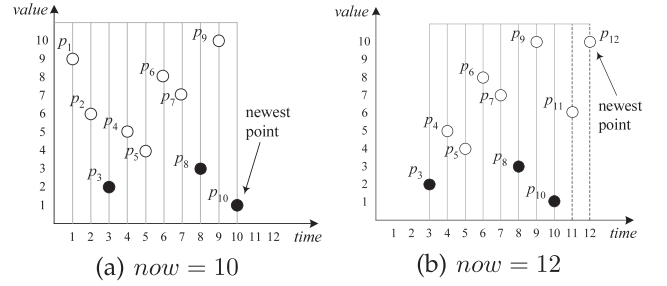 value
10
9
8
7
6
5
4
3
2
1
p1
p2
p3
p4
p5
p6
p7
p8
p9
p10
newest
point
1 2 3 4 5 6 7 8 9 10 11 12 time
(a) now = 10
value
10
9
8
7
6
5
4
3
2
1
p3
p4
p5
p6
p7
p8
p9
p10
p11
p12
newest
point
1 2 3 4 5 6 7 8 9 10 11 12 time
(b) now = 12